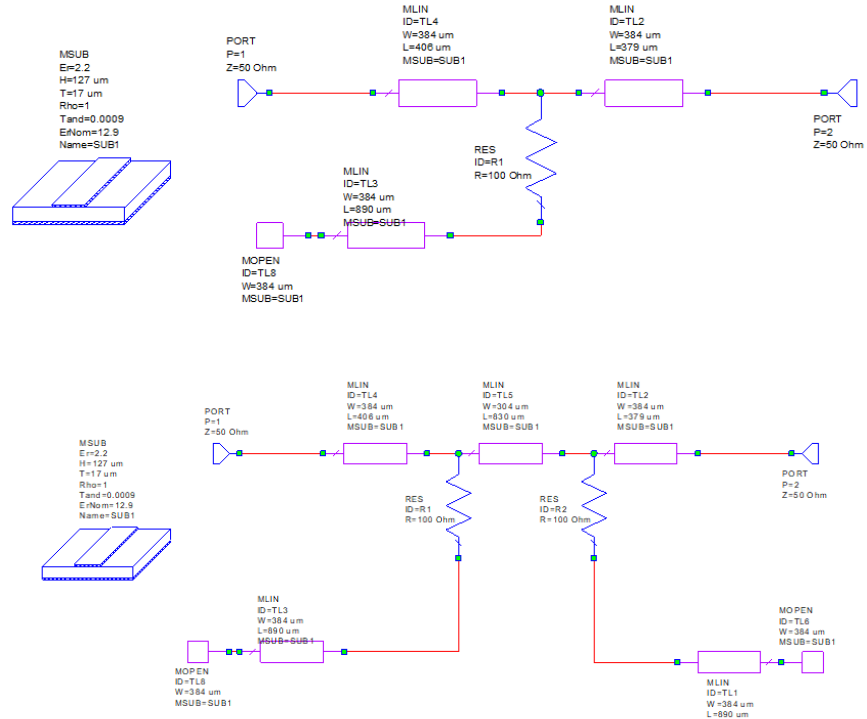 MSUB
Er=2.2
H=127 um
T=17 um
Rho=1
Tand=0.0009
ErNom=12.9
Name=SUB1
PORT
P=1
Z=50 Ohm
MLIN
ID=TL4
W=384 um
L=406 um
MSUB=SUB1
MLIN
ID=TL2
W=384 um
L=379 um
MSUB=SUB1
PORT
P=2
Z=50 Ohm
RES
ID=R1
R=100 Ohm
MLIN
ID=TL3
W=384 um
L=890 um
MSUB=SUB1
MOPEN
ID=TL8
W=384 um
MSUB=SUB1
MSUB
Er=2.2
H=127 um
T=17 um
Rho=1
Tand=0.0009
ErNom=12.9
Name=SUB1
PORT
P=1
Z=50 Ohm
MLIN
ID=TL4
W=384 um
L=406 um
MSUB=SUB1
MLIN
ID=TL5
W=304 um
L=830 um
MSUB=SUB1
MLIN
ID=TL2
W=384 um
L=379 um
MSUB=SUB1
PORT
P=2
Z=50 Ohm
RES
ID=R1
R=100 Ohm
RES
ID=R2
R=100 Ohm
MLIN
ID=TL3
W=384 um
L=890 um
MSUB=SUB1
MOPEN
ID=TL8
W=384 um
MSUB=SUB1
MOPEN
ID=TL6
W=384 um
MSUB=SUB1
MLIN
ID=TL1
W=384 um
L=890 um